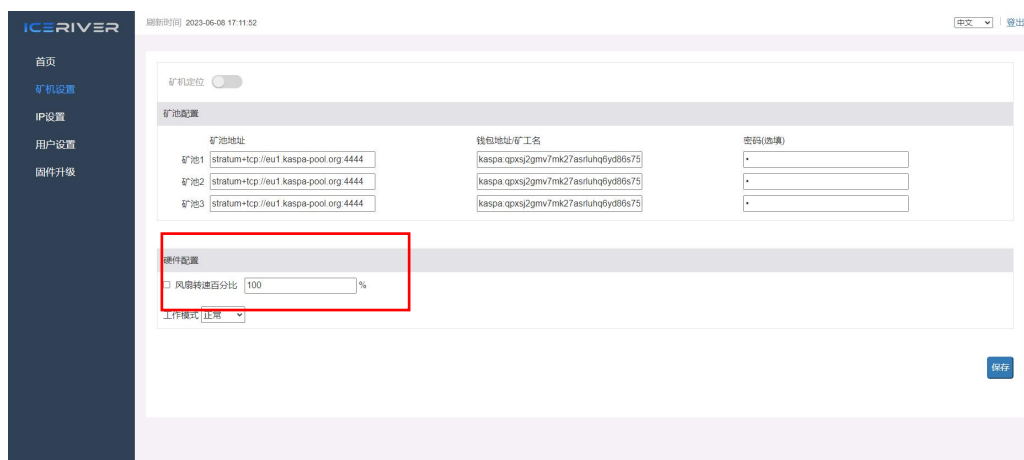 ICERIVER
刷新时间 2023-06-08 17:11:52
中文
登出
首页
矿机设置
IP设置
用户设置
固件升级
矿机定位
矿池配置
矿池地址 钱包地址/矿工名 密码(选填)
矿池1 stratum+tcp://eu1.kaspa-pool.org:4444 kaspa:qpxsj2gmv7mk27asrluhq6yd86s75 •
矿池2 stratum+tcp://eu1.kaspa-pool.org:4444 kaspa:qpxsj2gmv7mk27asrluhq6yd86s75 •
矿池3 stratum+tcp://eu1.kaspa-pool.org:4444 kaspa:qpxsj2gmv7mk27asrluhq6yd86s75 •
硬件配置
风扇转速百分比 100 %
工作模式 正常
保存